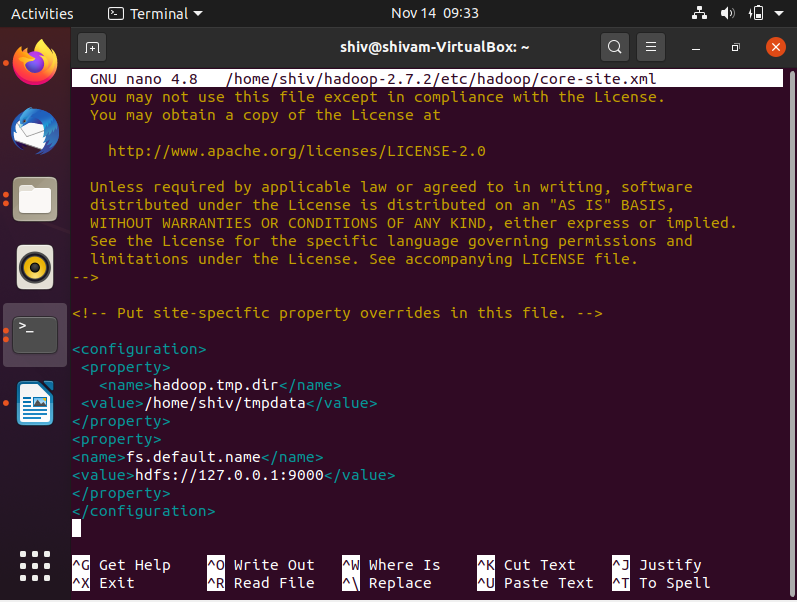 Activities Terminal Nov 14 09:33
shiv@shivam-VirtualBox: ~
GNU nano 4.8 /home/shiv/hadoop-2.7.2/etc/hadoop/core-site.xml
you may not use this file except in compliance with the License.
You may obtain a copy of the License at
http://www.apache.org/licenses/LICENSE-2.0
Unless required by applicable law or agreed to in writing, software
distributed under the License is distributed on an "AS IS" BASIS,
WITHOUT WARRANTIES OR CONDITIONS OF ANY KIND, either express or implied.
See the License for the specific language governing permissions and
limitations under the License. See accompanying LICENSE file.
-->
<!-- Put site-specific property overrides in this file. -->
<configuration>
<property>
<name>hadoop.tmp.dir</name>
<value>/home/shiv/tmpdata</value>
</property>
<property>
<name>fs.default.name</name>
<value>hdfs://127.0.0.1:9000</value>
</property>
</configuration>
^G Get Help ^O Write Out ^W Where Is ^K Cut Text ^J Justify
^X Exit ^R Read File ^\ Replace ^U Paste Text ^T To Spell